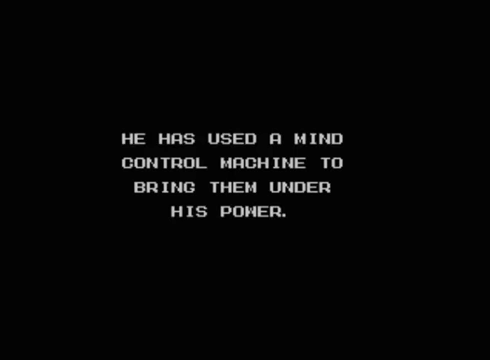 HE HAS USED A MIND
CONTROL MACHINE TO
BRING THEM UNDER
HIS POWER.